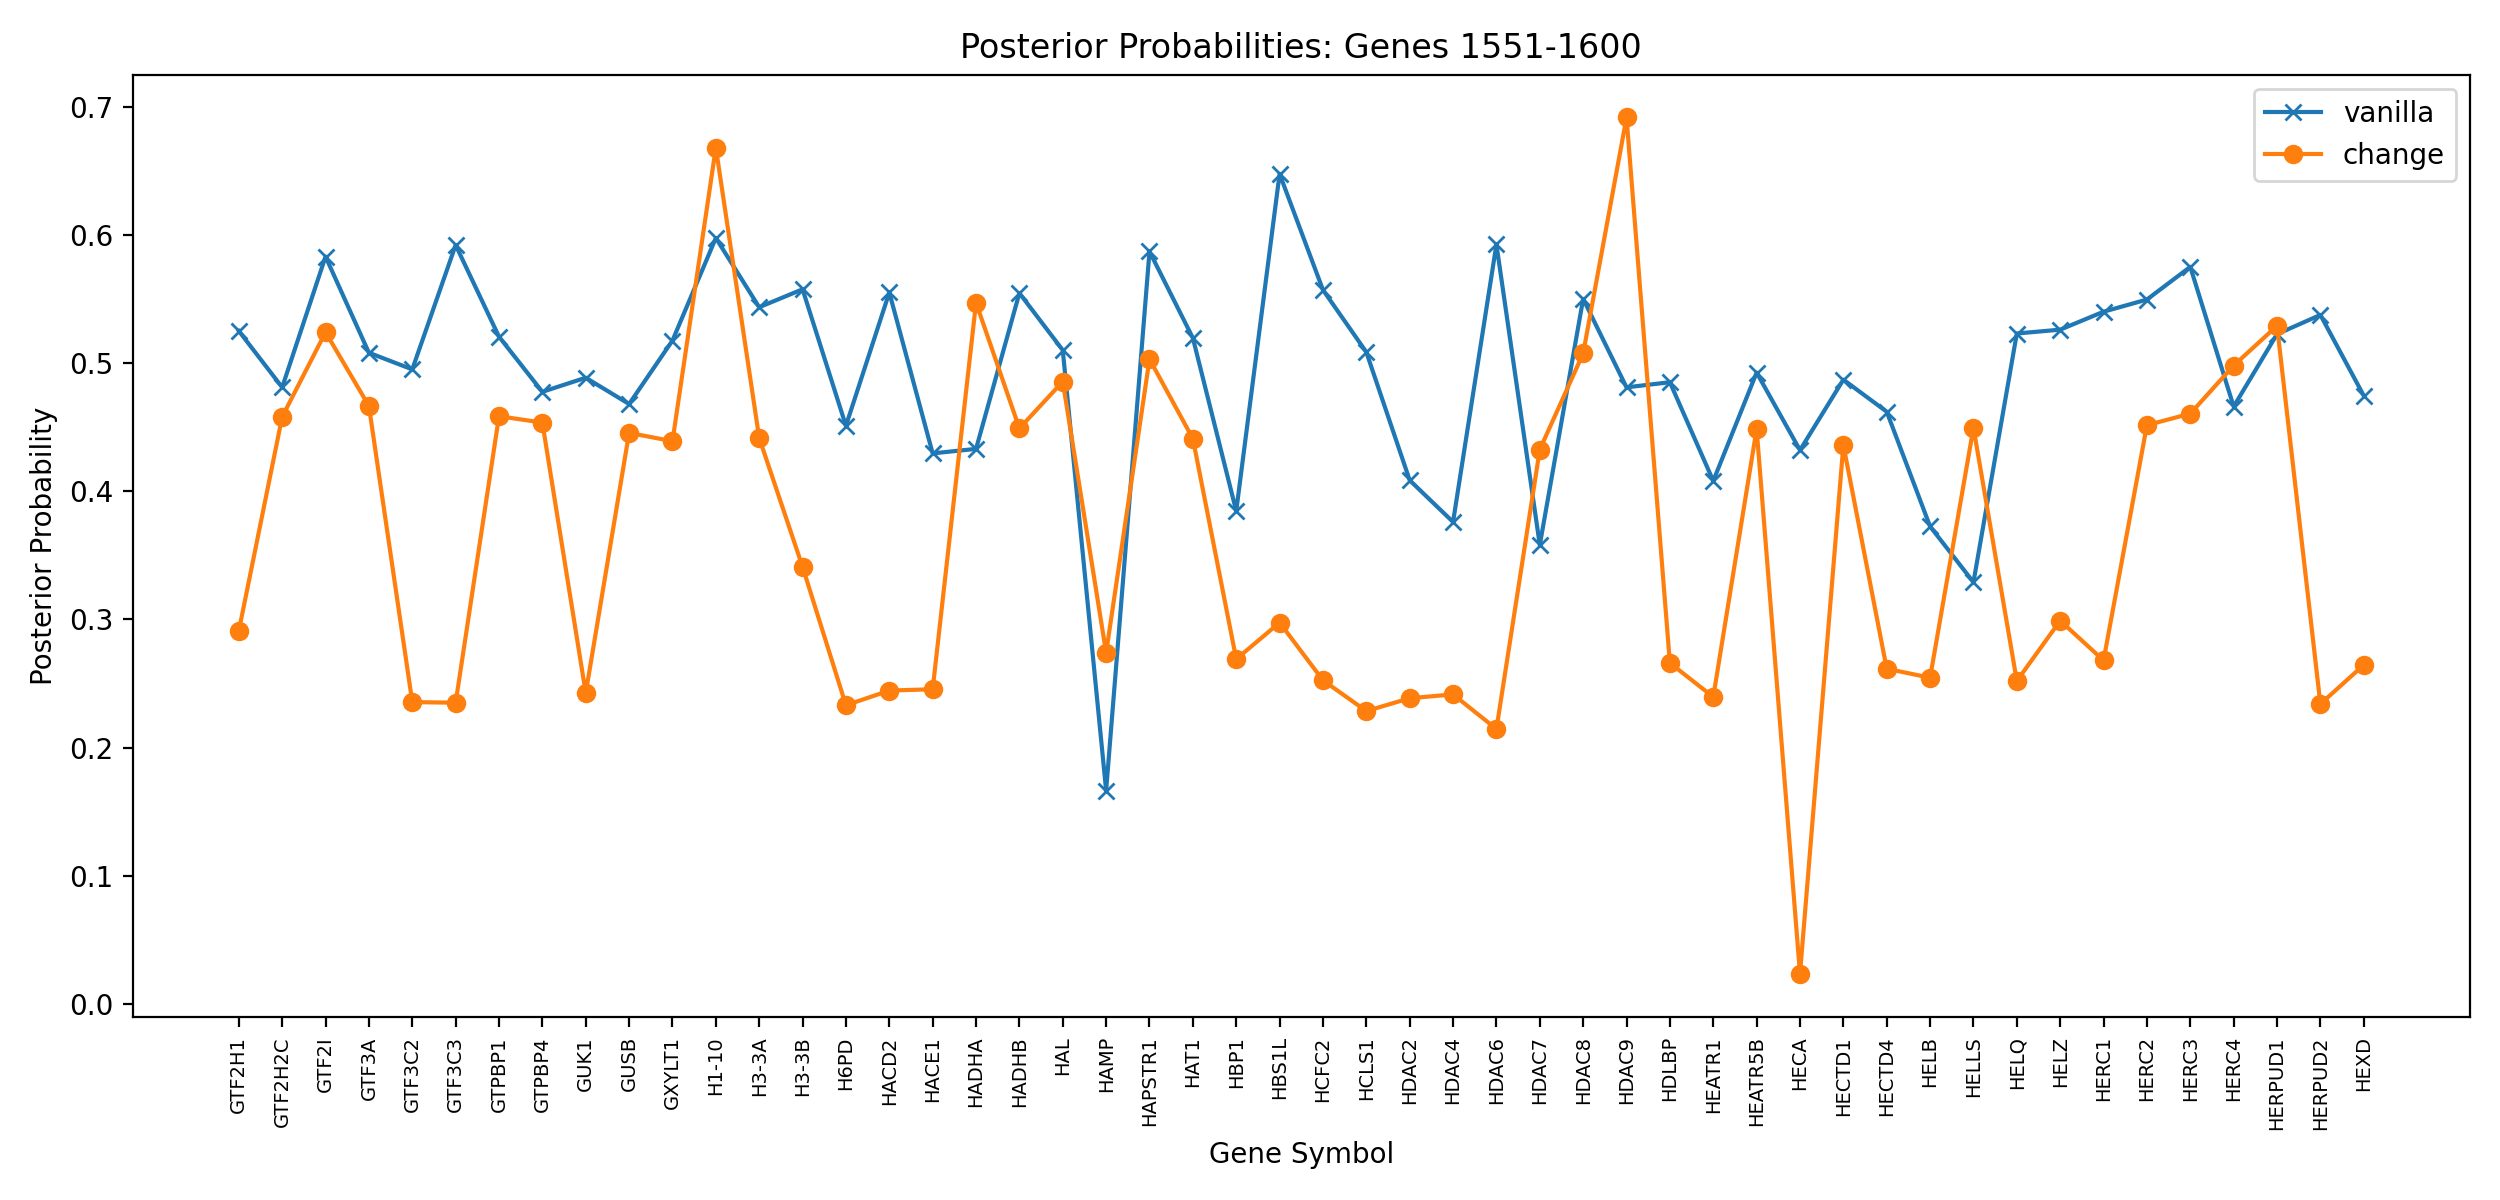 Posterior Probabilities: Genes 1551-1600
vanilla
change
Posterior Probability
0.7
0.6
0.5
0.4
0.3
0.2
0.1
0.0
GTF2H1
GTF2H2C
GTF2I
GTF3A
GTF3C2
GTF3C3
GTPBP1
GTPBP4
GUK1
GUSB
GXYLT1
H1-10
H3-3A
H3-3B
H6PD
HACD2
HACE1
HADHA
HADHB
HAL
HAMP
HAPSTR1
HAT1
HBP1
HBS1L
HCFC2
HCLS1
HDAC2
HDAC4
HDAC6
HDAC7
HDAC8
HDAC9
HDLBP
HEATR1
HEATR5B
HECA
HECTD1
HECTD4
HELB
HELLS
HELQ
HELZ
HERC1
HERC2
HERC3
HERC4
HERPUD1
HERPUD2
HEXD
Gene Symbol